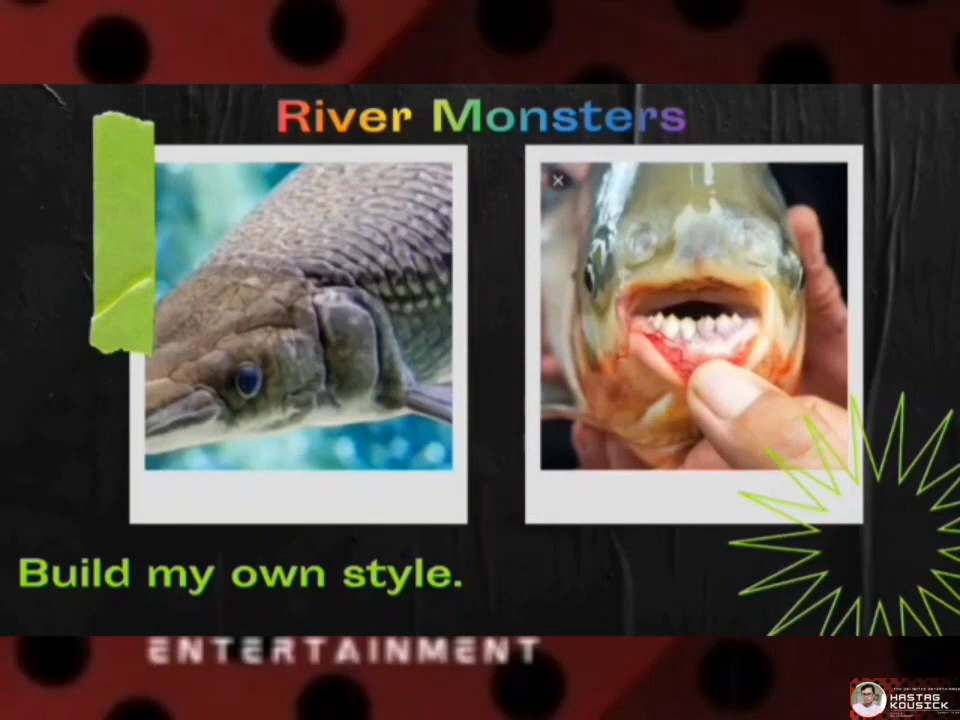 River Monsters
Build my own style.
ENTERTAINMENT
HASTAG
KOUSICK